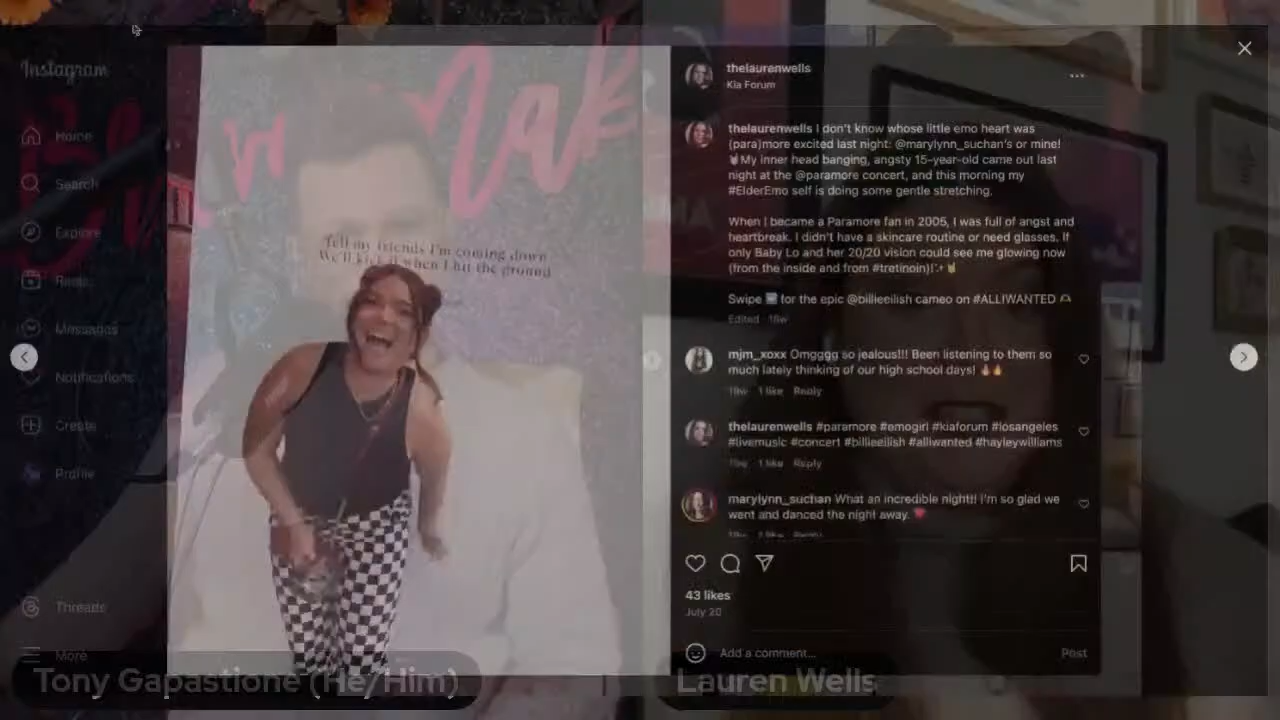 Instagram
Home
Search
Explore
Reels
Messages
Notifications
Create
Profile
Threads
More
Tell my friends I'm coming down
We'll kick it when I hit the ground
thelaurenwells
Kia Forum
thelaurenwells I don't know whose little emo heart was
(para)more excited last night: @marylynn_suchan's or mine!
🤘My inner head banging, angsty 15-year-old came out last
night at the @paramore concert, and this morning my
#ElderEmo self is doing some gentle stretching.
When I became a Paramore fan in 2005, I was full of angst and
heartbreak. I didn't have a skincare routine or need glasses. If
only Baby Lo and her 20/20 vision could see me glowing now
(from the inside and from #tretinoin)!✨🤘
Swipe ➡️ for the epic @billieeilish cameo on #ALLIWANTED 🫶
Edited · 19w
mjm_xoxx Omgggg so jealous!!! Been listening to them so
much lately thinking of our high school days! 🔥🔥
19w 1 like Reply
thelaurenwells #paramore #emogirl #kiaforum #losangeles
#livemusic #concert #billieeilish #alliwanted #hayleywilliams
19w 1 like Reply
marylynn_suchan What an incredible night!! I'm so glad we
went and danced the night away. ❤️
19w 1 like Reply
43 likes
July 20
Add a comment...
Post
Tony Gapastione (He/Him)
Lauren Wells